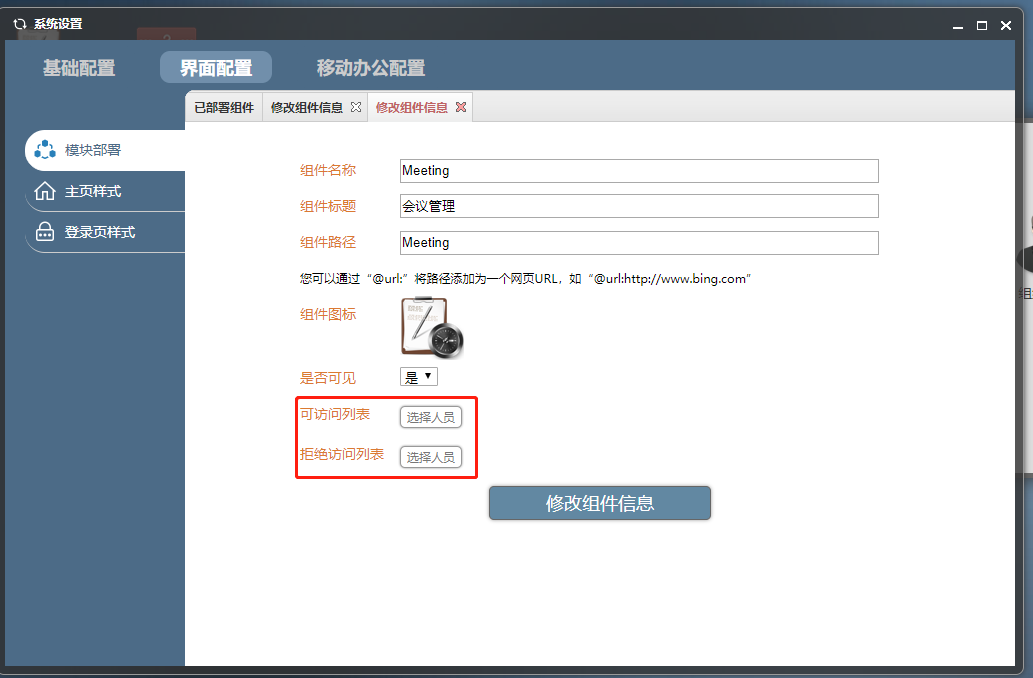 系统设置
基础配置 界面配置 移动办公配置
已部署组件 修改组件信息 修改组件信息
模块部署
主页样式
登录页样式
组件名称 Meeting
组件标题 会议管理
组件路径 Meeting
您可以通过“@url:”将路径添加为一个网页URL，如“@url:http://www.bing.com”
组件图标
是否可见 是
可访问列表 选择人员
拒绝访问列表 选择人员
修改组件信息
组